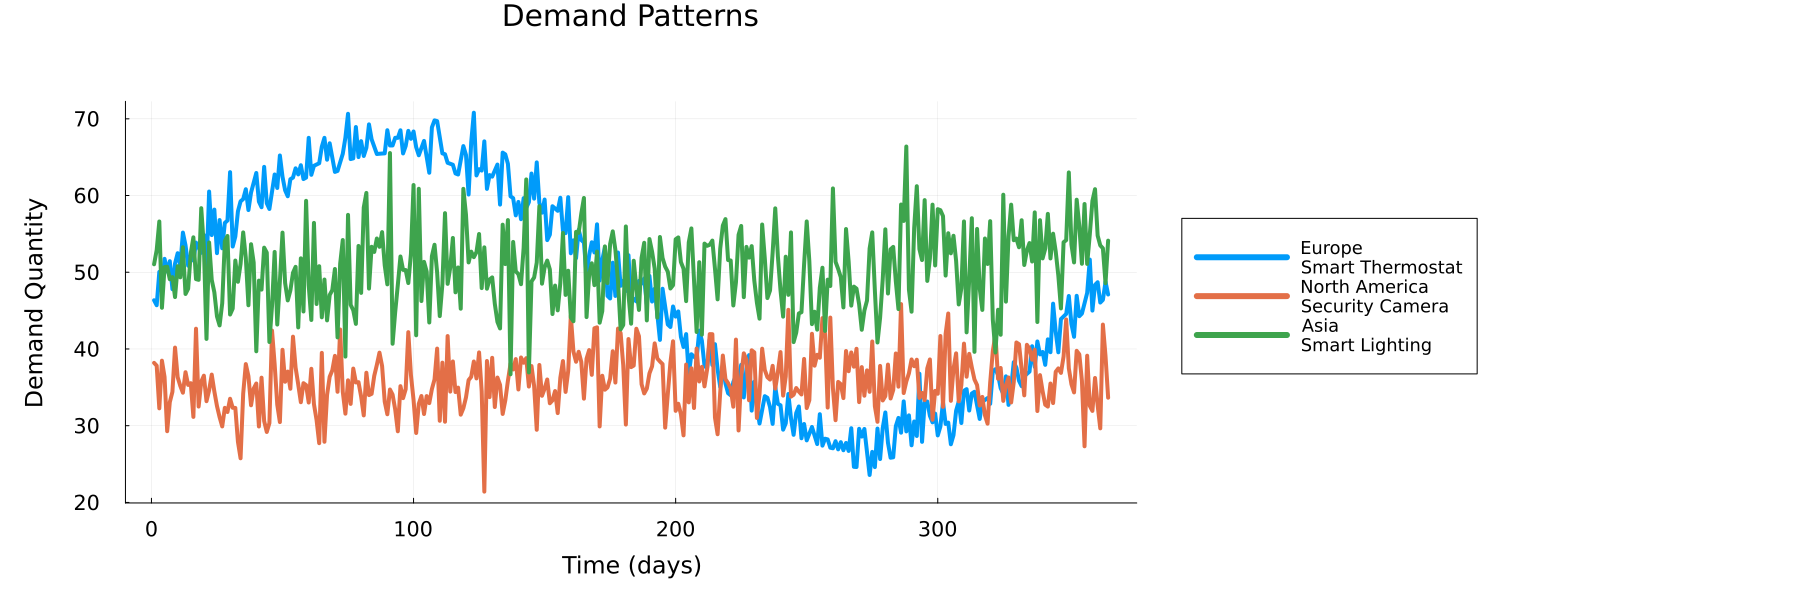 Demand Patterns
Demand Quantity
70
60
50
40
30
20
0
100
200
300
Time (days)
Europe
Smart Thermostat
North America
Security Camera
Asia
Smart Lighting